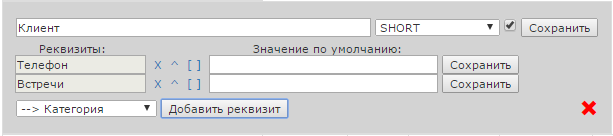 Клиент SHORT Сохранить
Реквизиты: Значение по умолчанию:
Телефон X ^ [ ] Сохранить
Встречи X ^ [ ] Сохранить
--> Категория Добавить реквизит